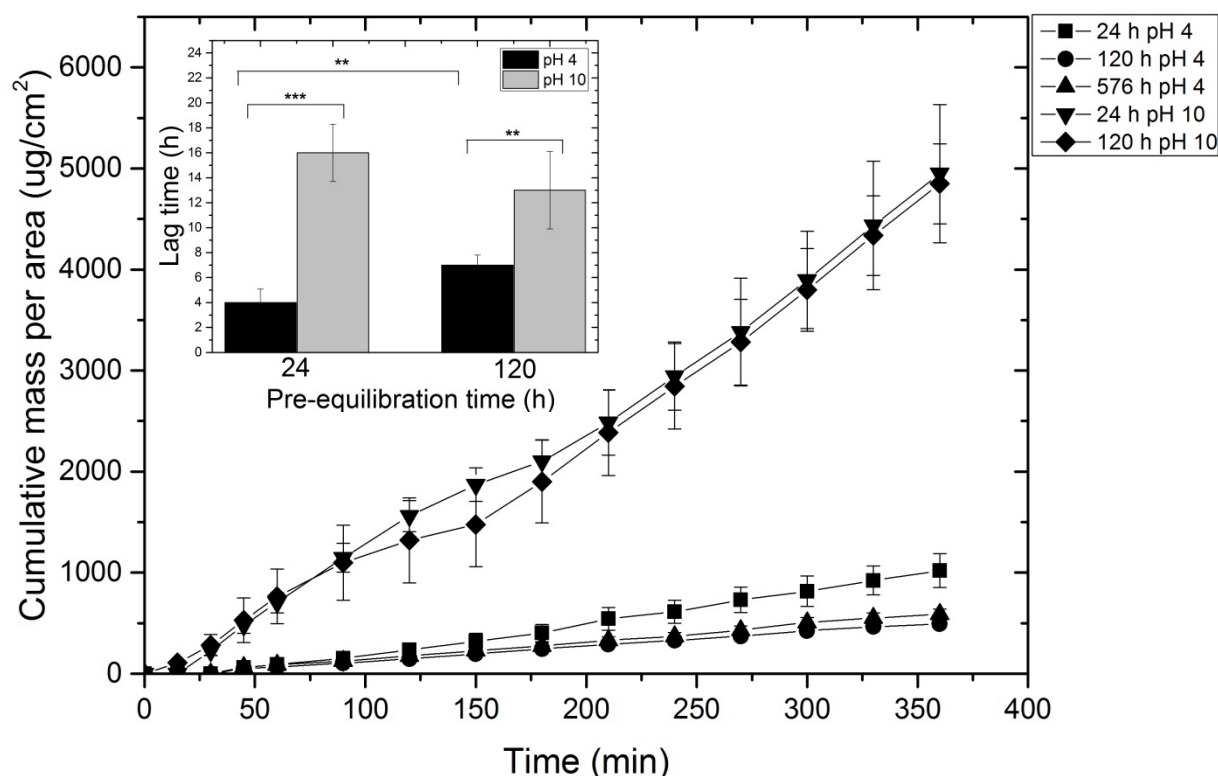 Cumulative mass per area (ug/cm²)
6000
5000
4000
3000
2000
1000
0
0 50 100 150 200 250 300 350 400
Time (min)
24 h pH 4
120 h pH 4
576 h pH 4
24 h pH 10
120 h pH 10
Lag time (h)
24
22
20
18
16
14
12
10
8
6
4
2
0
pH 4
pH 10
**
***
**
24 120
Pre-equilibration time (h)